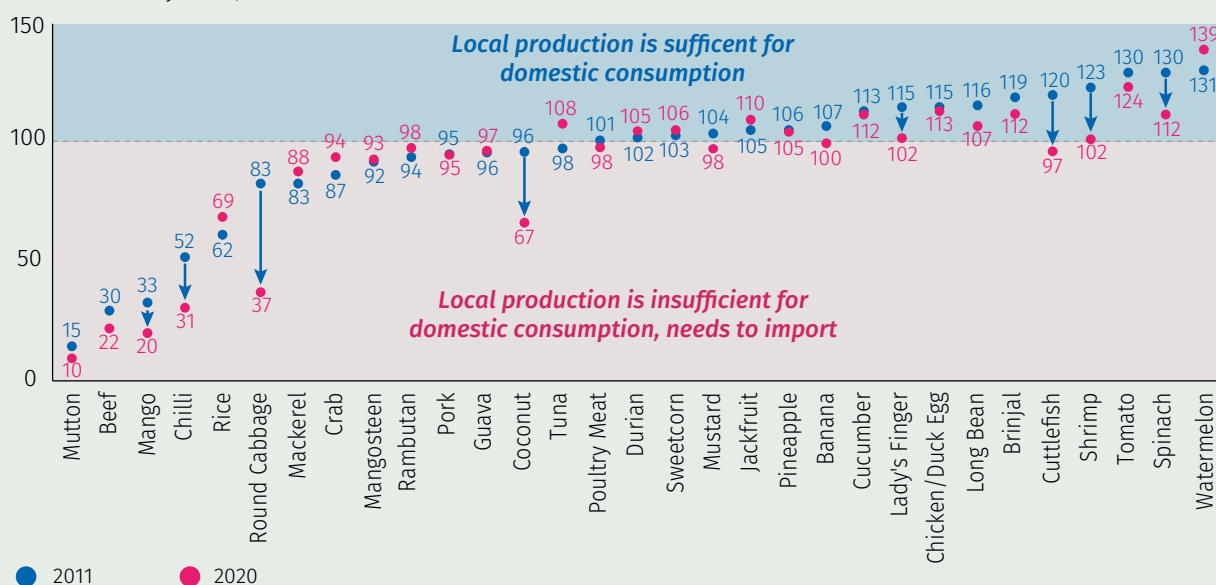 150
100
50
0
Local production is sufficent for
domestic consumption
Local production is insufficient for
domestic consumption, needs to import
15
10
30
22
33
20
52
31
69
62
83
37
88
83
94
87
93
92
98
94
95
95
97
96
96
67
108
98
101
98
105
102
106
103
104
98
110
105
106
105
107
100
113
112
115
102
115
113
116
107
119
112
120
97
123
102
130
124
130
112
139
131
Mutton
Beef
Mango
Chilli
Rice
Round Cabbage
Mackerel
Crab
Mangosteen
Rambutan
Pork
Guava
Coconut
Tuna
Poultry Meat
Durian
Sweetcorn
Mustard
Jackfruit
Pineapple
Banana
Cucumber
Lady's Finger
Chicken/Duck Egg
Long Bean
Brinjal
Cuttlefish
Shrimp
Tomato
Spinach
Watermelon
2011
2020